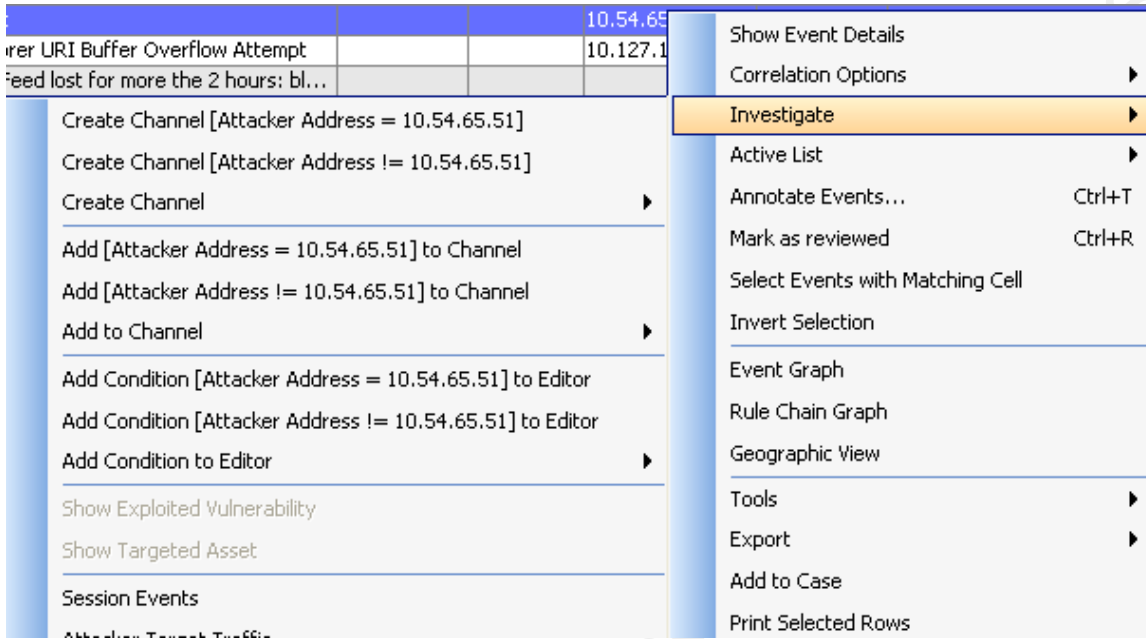 10.54.65
orer URI Buffer Overflow Attempt 10.127.1
Feed lost for more the 2 hours: bl...
Create Channel [Attacker Address = 10.54.65.51]
Create Channel [Attacker Address != 10.54.65.51]
Create Channel
Add [Attacker Address = 10.54.65.51] to Channel
Add [Attacker Address != 10.54.65.51] to Channel
Add to Channel
Add Condition [Attacker Address = 10.54.65.51] to Editor
Add Condition [Attacker Address != 10.54.65.51] to Editor
Add Condition to Editor
Show Exploited Vulnerability
Show Targeted Asset
Session Events
Attacker Target Traffic
Show Event Details
Correlation Options
Investigate
Active List
Annotate Events... Ctrl+T
Mark as reviewed Ctrl+R
Select Events with Matching Cell
Invert Selection
Event Graph
Rule Chain Graph
Geographic View
Tools
Export
Add to Case
Print Selected Rows